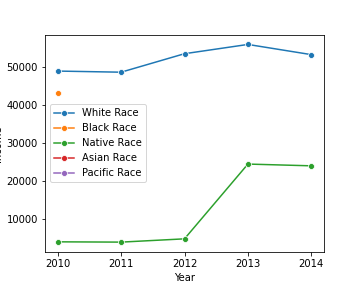 50000
40000
30000
20000
10000
White Race
Black Race
Native Race
Asian Race
Pacific Race
2010 2011 2012 2013 2014
Year